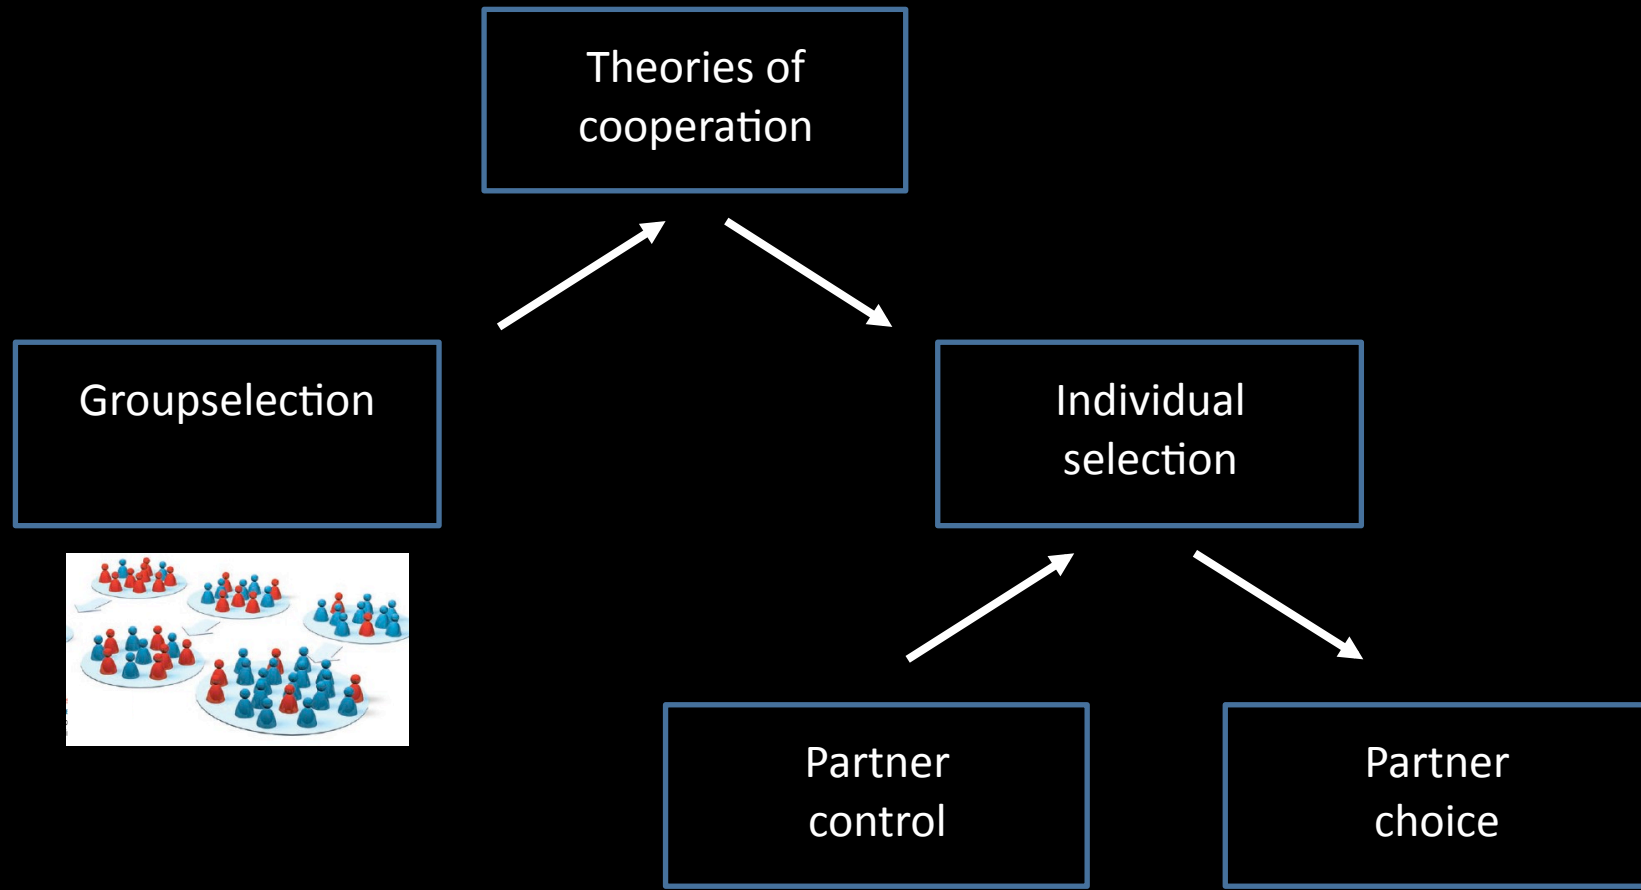 Theories of
cooperation
Groupselection
Individual
selection
Partner
control
Partner
choice